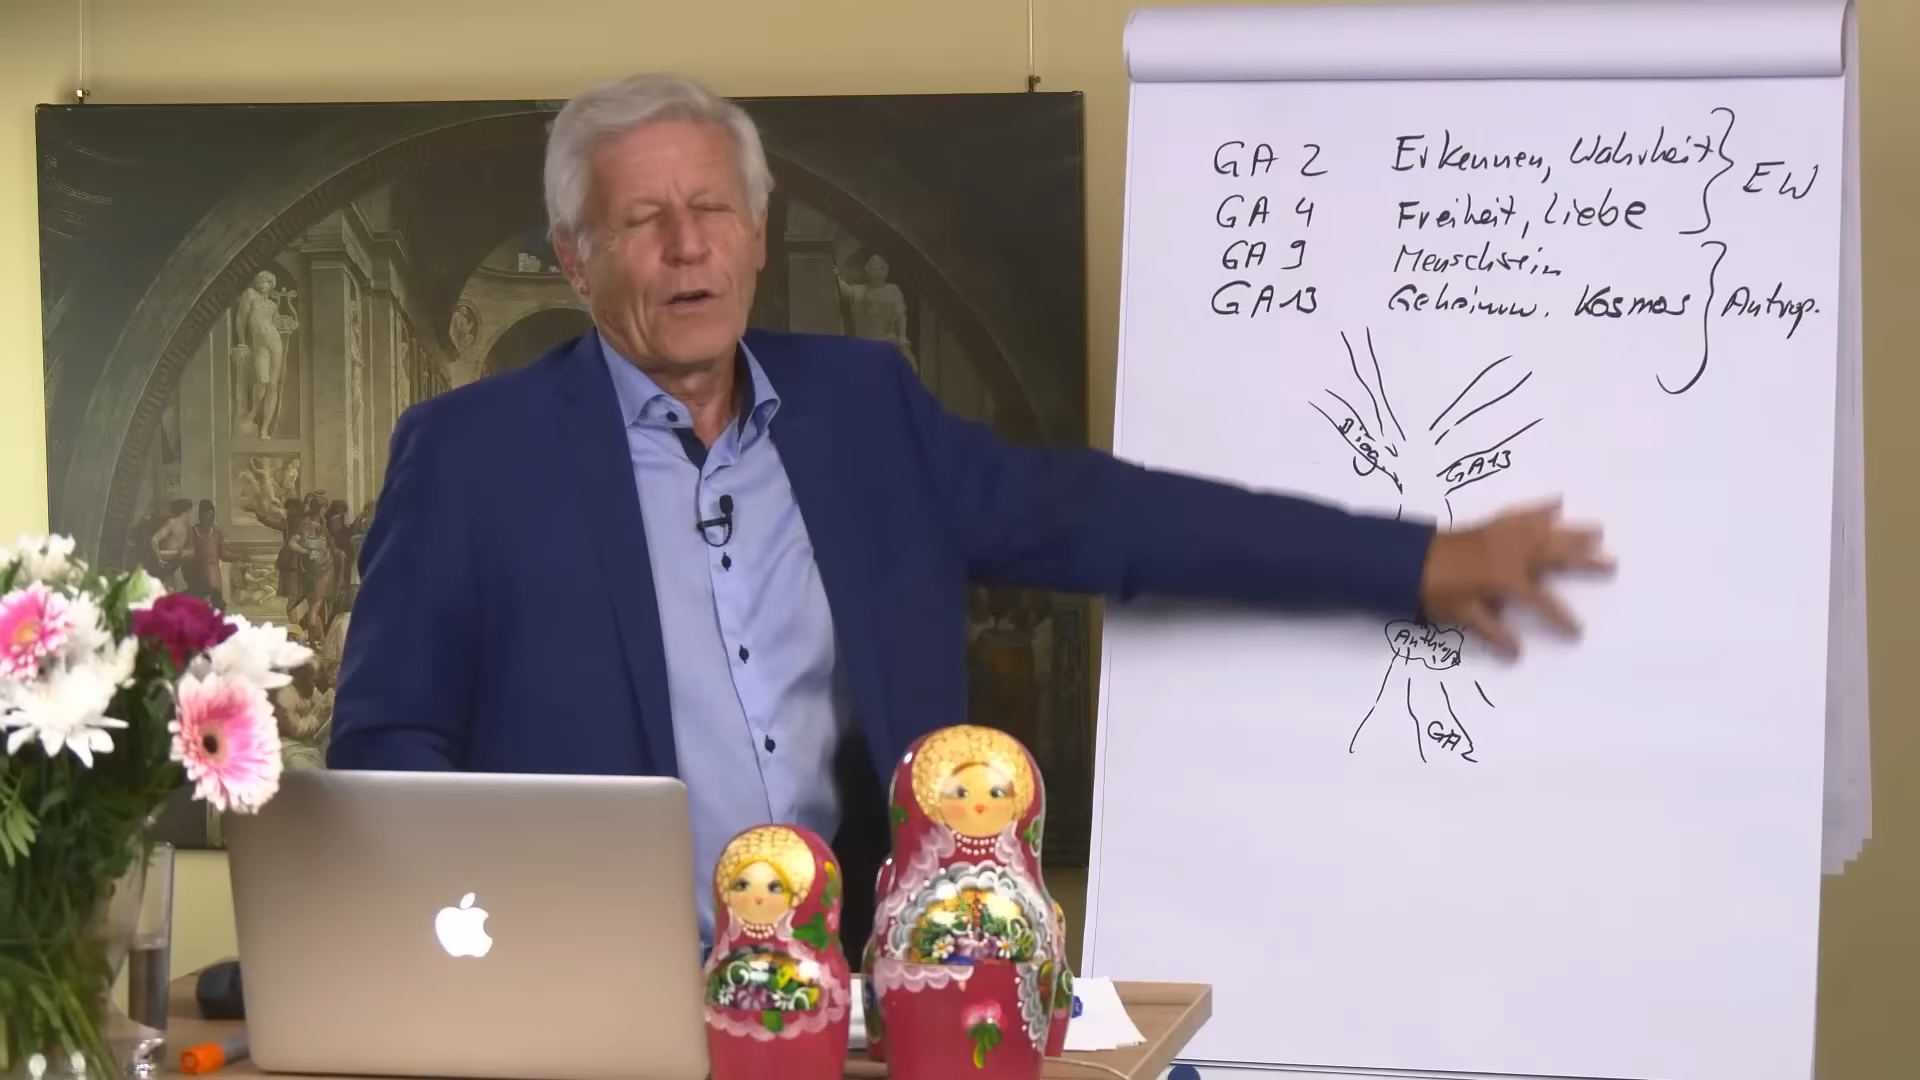 GA 2 Erkennen, Wahrheit } EW
GA 4 Freiheit, Liebe
GA 9 Menschsein
GA 13 Geheimw. Kosmos } Antrop.
GA 13
GA 2